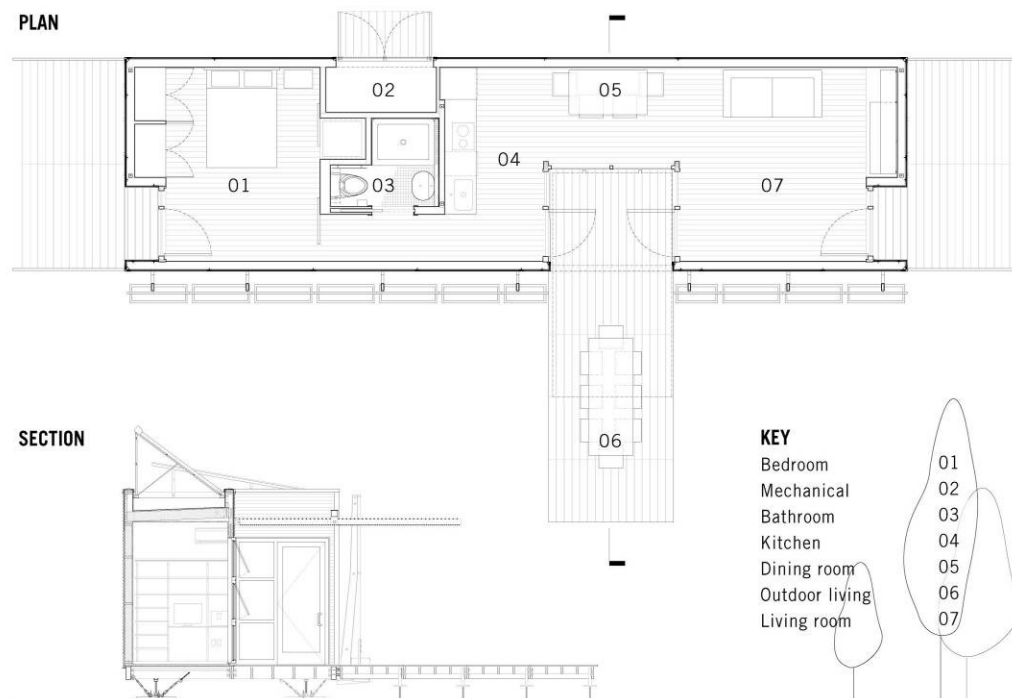 PLAN
02
05
04
01
03
07
06
SECTION
KEY
Bedroom 01
Mechanical 02
Bathroom 03
Kitchen 04
Dining room 05
Outdoor living 06
Living room 07